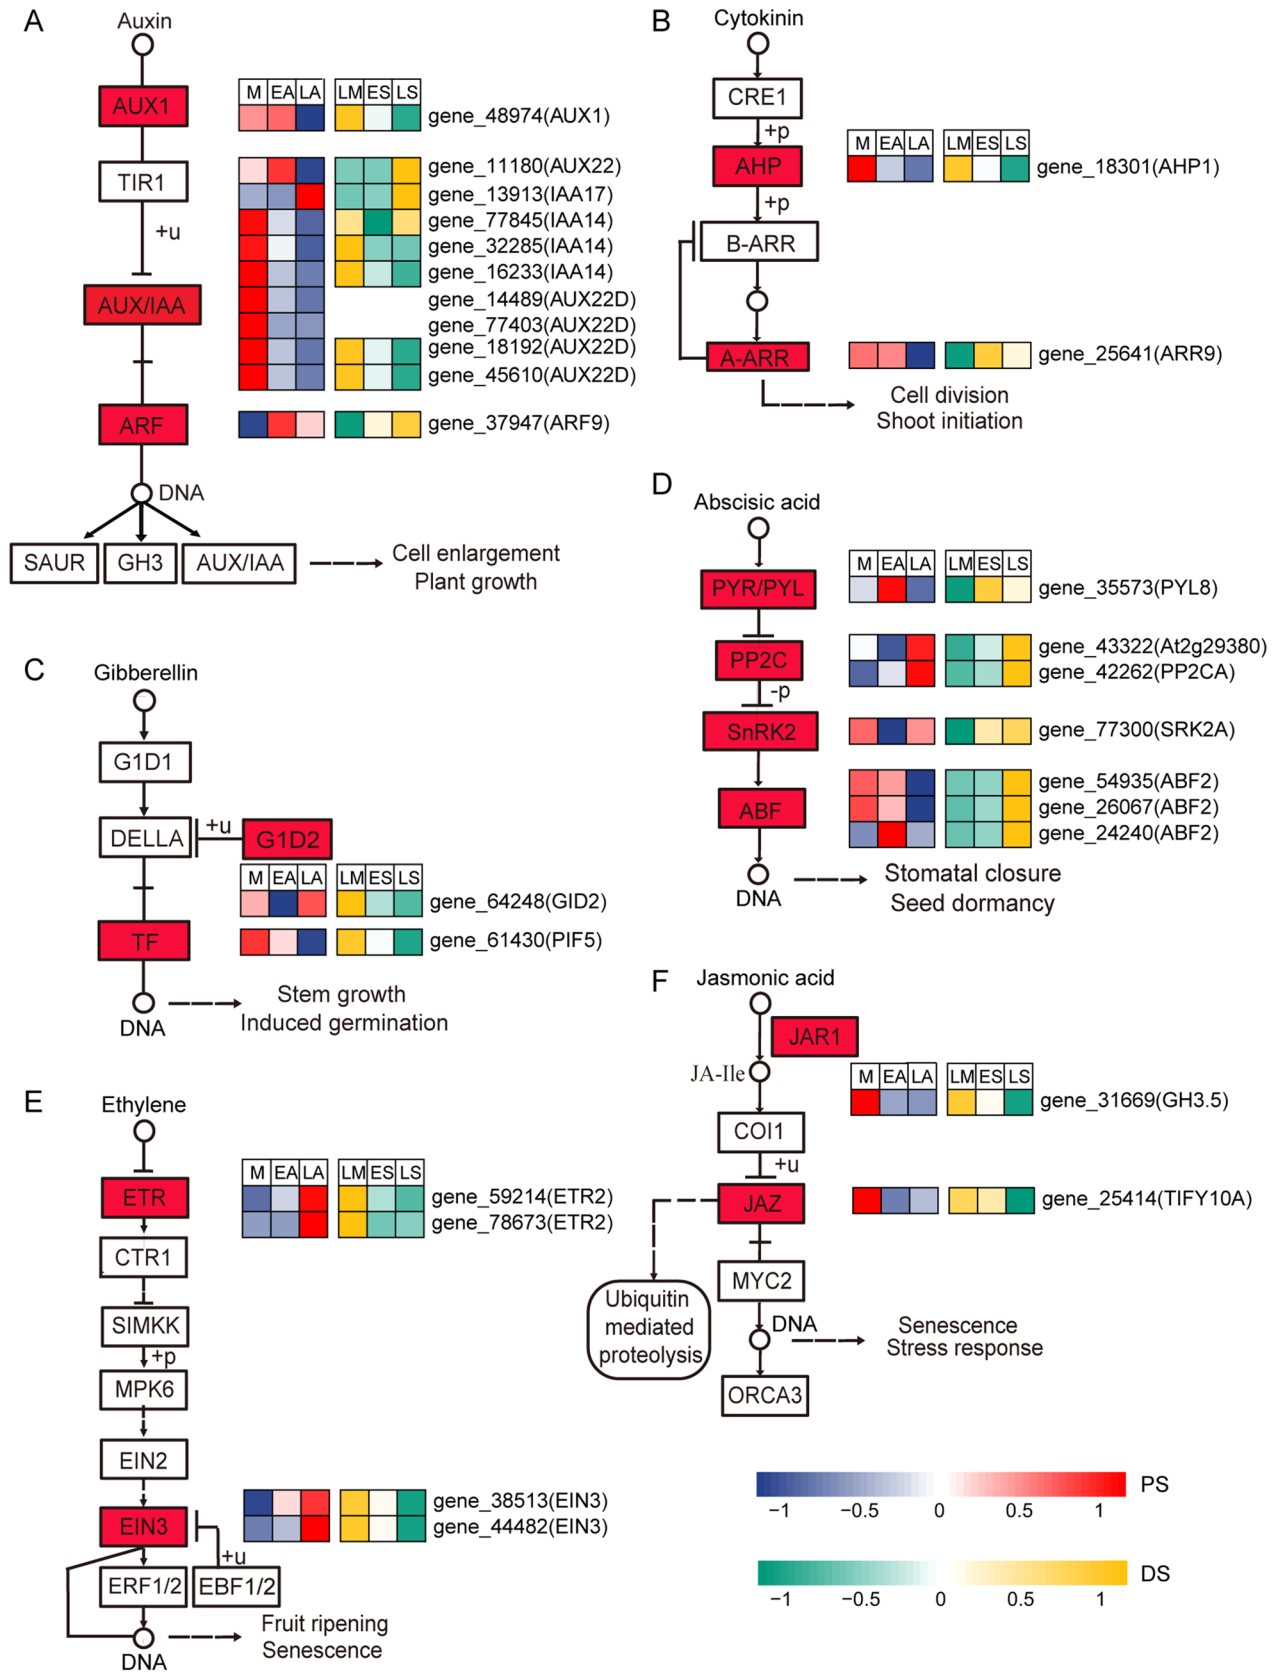 A
Auxin
AUX1
TIR1
+u
AUX/IAA
ARF
DNA
SAUR
GH3
AUX/IAA
Cell enlargement
Plant growth
M EA LA LM ES LS
gene_48974(AUX1)
gene_11180(AUX22)
gene_13913(IAA17)
gene_77845(IAA14)
gene_32285(IAA14)
gene_16233(IAA14)
gene_14489(AUX22D)
gene_77403(AUX22D)
gene_18192(AUX22D)
gene_45610(AUX22D)
gene_37947(ARF9)
B
Cytokinin
CRE1
+p
AHP
+p
B-ARR
A-ARR
M EA LA LM ES LS
gene_18301(AHP1)
gene_25641(ARR9)
Cell division
Shoot initiation
C
Gibberellin
G1D1
DELLA
+u
G1D2
TF
DNA
M EA LA LM ES LS
gene_64248(GID2)
gene_61430(PIF5)
Stem growth
Induced germination
D
Abscisic acid
PYR/PYL
PP2C
-p
SnRK2
ABF
DNA
M EA LA LM ES LS
gene_35573(PYL8)
gene_43322(At2g29380)
gene_42262(PP2CA)
gene_77300(SRK2A)
gene_54935(ABF2)
gene_26067(ABF2)
gene_24240(ABF2)
Stomatal closure
Seed dormancy
E
Ethylene
ETR
CTR1
SIMKK
+p
MPK6
EIN2
EIN3
+u
ERF1/2
EBF1/2
DNA
M EA LA LM ES LS
gene_59214(ETR2)
gene_78673(ETR2)
gene_38513(EIN3)
gene_44482(EIN3)
Fruit ripening
Senescence
F
Jasmonic acid
JAR1
JA-Ile
COI1
+u
JAZ
MYC2
DNA
ORCA3
Ubiquitin
mediated
proteolysis
M EA LA LM ES LS
gene_31669(GH3.5)
gene_25414(TIFY10A)
Senescence
Stress response
PS
−1 −0.5 0 0.5 1
DS
−1 −0.5 0 0.5 1